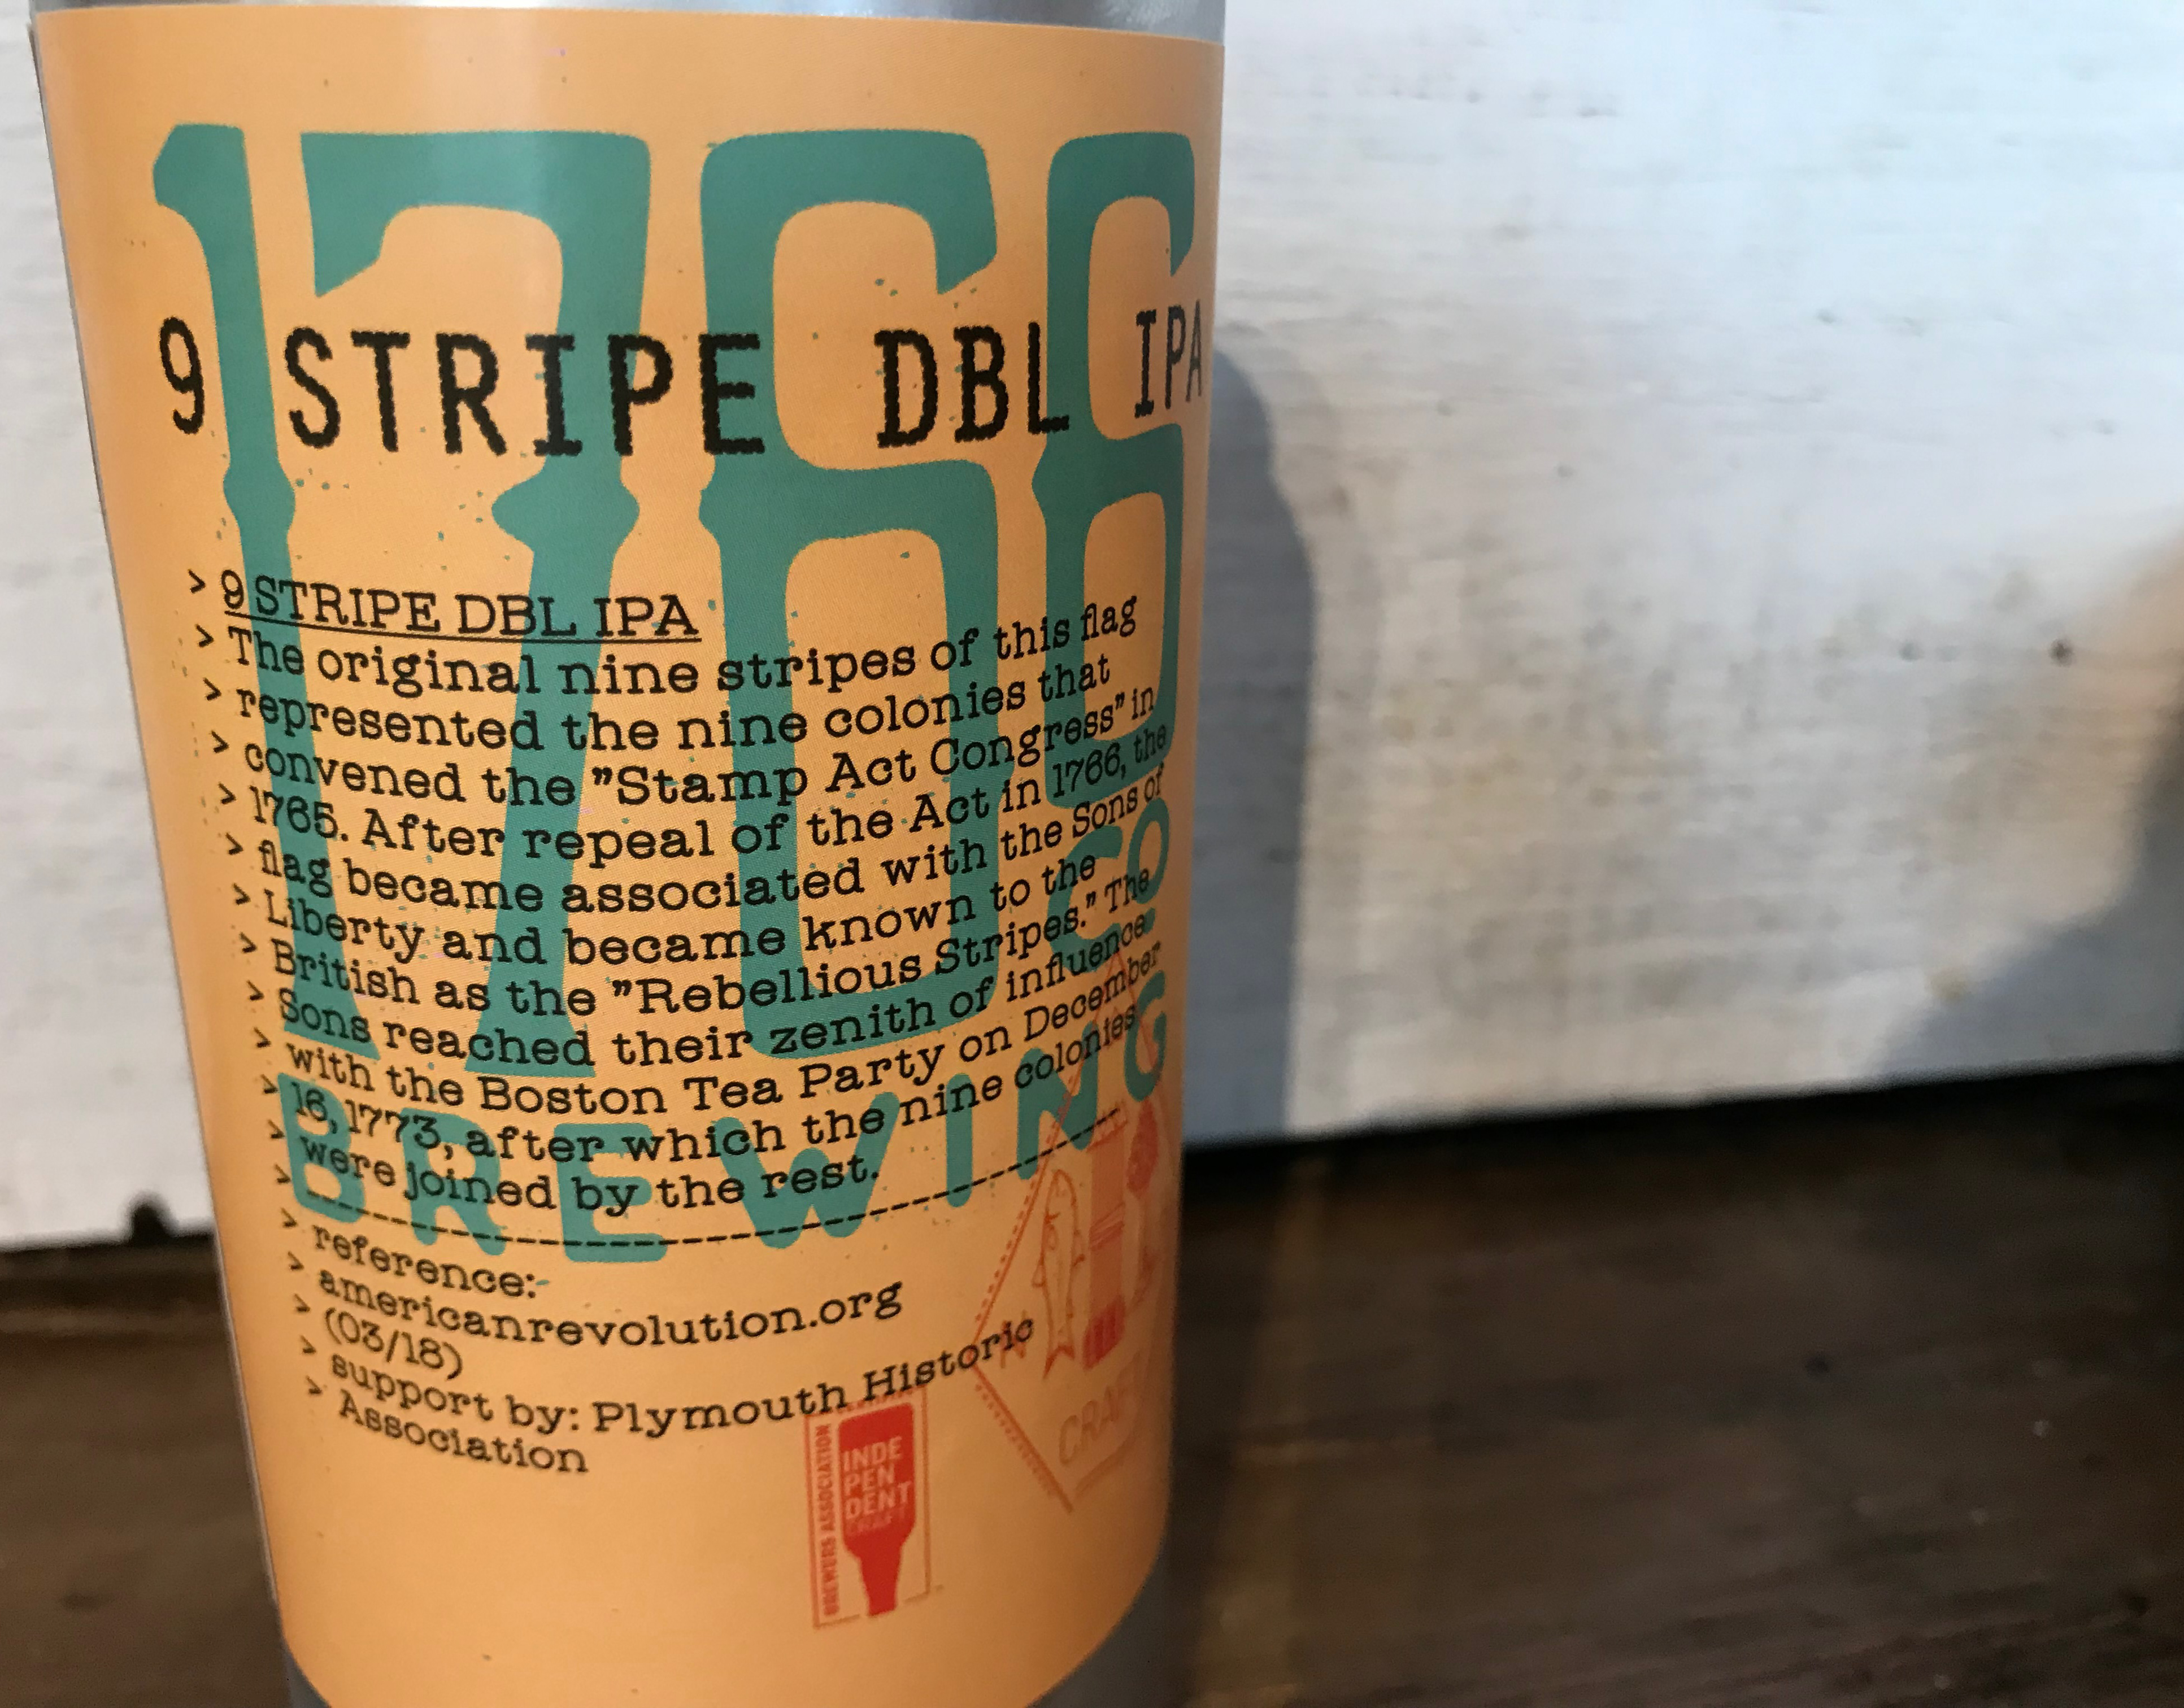 1766
9 STRIPE DBL IPA
> 9 STRIPE DBL IPA
> The original nine stripes of this flag
> represented the nine colonies that
> convened the "Stamp Act Congress" in
> 1765. After repeal of the Act in 1766, the
> flag became associated with the Sons of
> Liberty and became known to the
> British as the "Rebellious Stripes." The
> Sons reached their zenith of influence
> with the Boston Tea Party on December
> 16, 1773, after which the nine colonies
> were joined by the rest.
> --------------------------------
> reference:
> americanrevolution.org
> (03/18)
> support by: Plymouth Historic
> Association
CO
BREWING
CRAFT
BREWERS ASSOCIATION
INDE
PEN
DENT
CRAFT